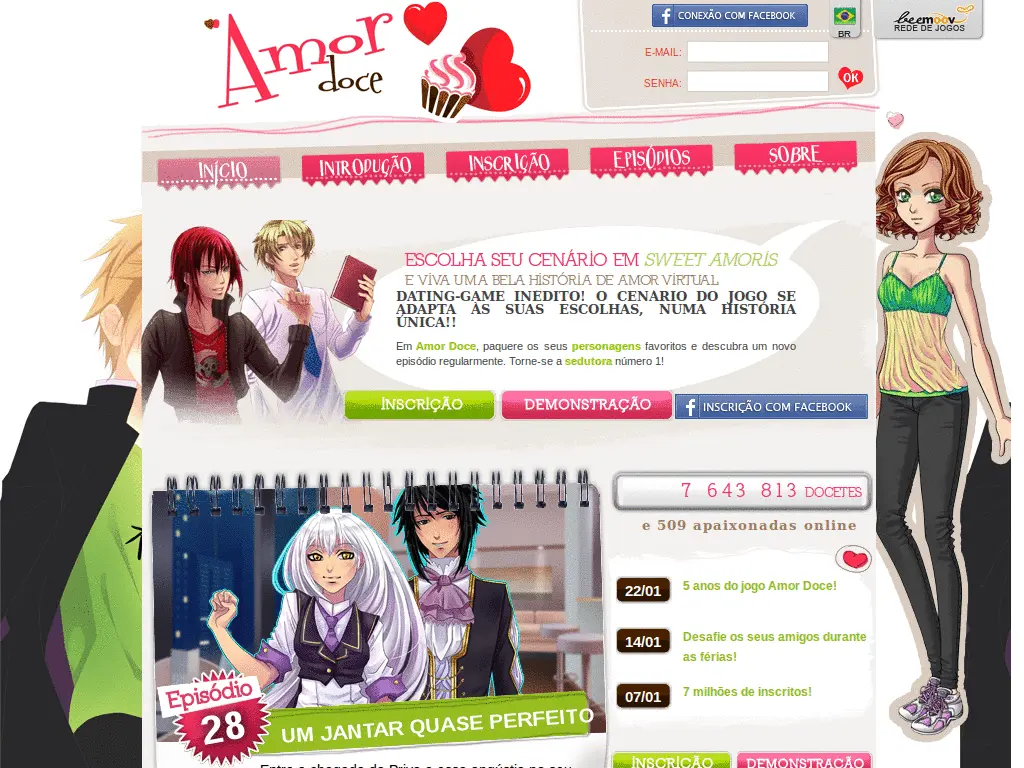 Amor
doce
CONEXÃO COM FACEBOOK
BR
beemoov
REDE DE JOGOS
E-MAIL:
SENHA:
OK
INÍCIO
INTRODUÇÃO
INSCRIÇÃO
EPISÓDIOS
SOBRE
ESCOLHA SEU CENÁRIO EM SWEET AMORIS
E VIVA UMA BELA HISTÓRIA DE AMOR VIRTUAL
DATING-GAME INEDITO! O CENARIO DO JOGO SE
ADAPTA ÀS SUAS ESCOLHAS, NUMA HISTÓRIA
ÚNICA!!
Em Amor Doce, paquere os seus personagens favoritos e descubra um novo
episódio regularmente. Torne-se a sedutora número 1!
INSCRIÇÃO
DEMONSTRAÇÃO
INSCRIÇÃO COM FACEBOOK
7 643 813 DOCETES
e 509 apaixonadas online
22/01 5 anos do jogo Amor Doce!
14/01 Desafie os seus amigos durante
as férias!
07/01 7 milhões de inscritos!
Episódio
28
UM JANTAR QUASE PERFEITO
INSCRIÇÃO
DEMONSTRAÇÃO